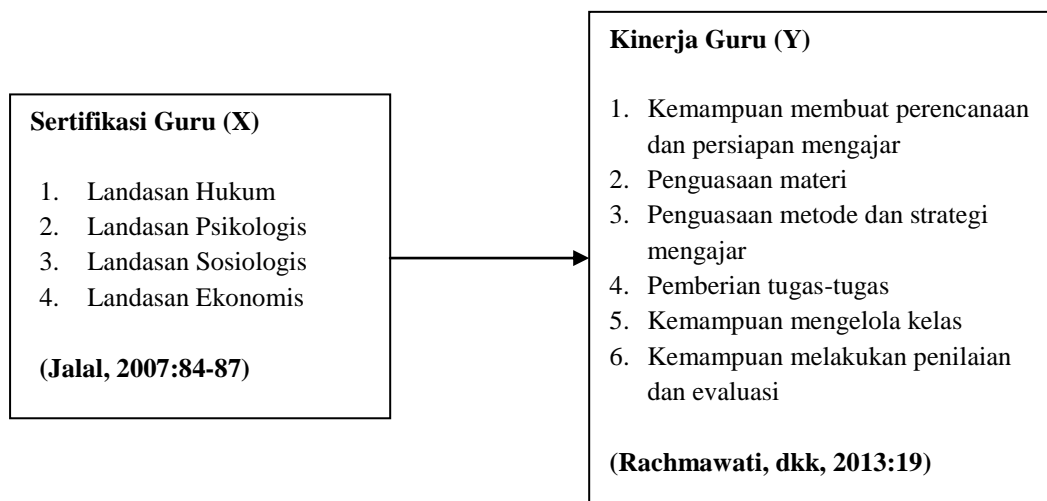 Sertifikasi Guru (X)
1. Landasan Hukum
2. Landasan Psikologis
3. Landasan Sosiologis
4. Landasan Ekonomis
(Jalal, 2007:84-87)
Kinerja Guru (Y)
1. Kemampuan membuat perencanaan
dan persiapan mengajar
2. Penguasaan materi
3. Penguasaan metode dan strategi
mengajar
4. Pemberian tugas-tugas
5. Kemampuan mengelola kelas
6. Kemampuan melakukan penilaian
dan evaluasi
(Rachmawati, dkk, 2013:19)